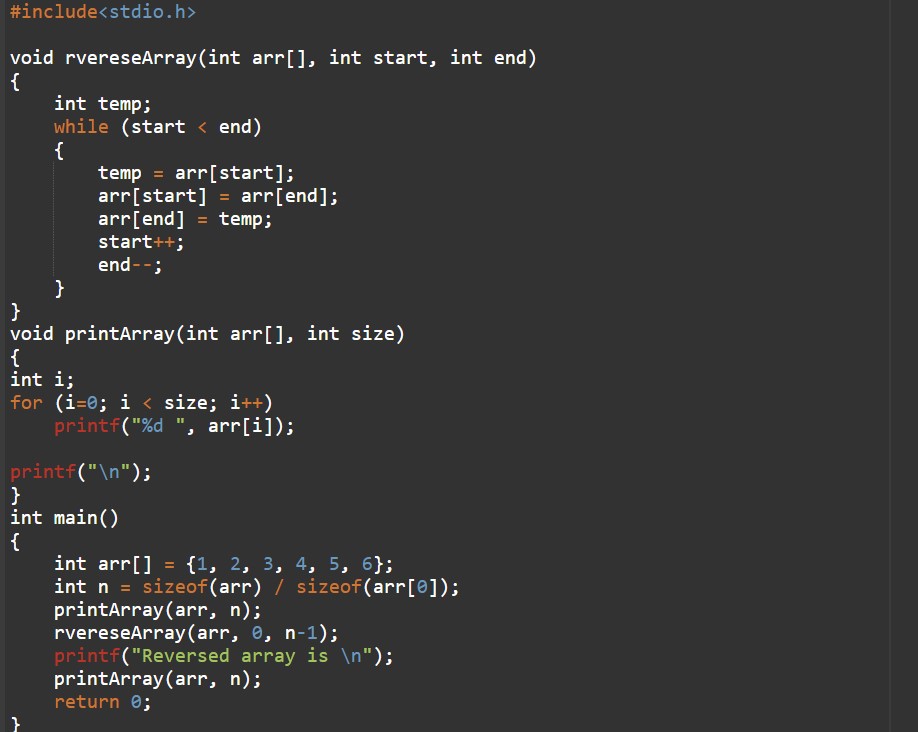 #include<stdio.h>
void rvereseArray(int arr[], int start, int end)
{
    int temp;
    while (start < end)
    {
        temp = arr[start];
        arr[start] = arr[end];
        arr[end] = temp;
        start++;
        end--;
    }
}
void printArray(int arr[], int size)
{
int i;
for (i=0; i < size; i++)
    printf("%d ", arr[i]);
printf("\n");
}
int main()
{
    int arr[] = {1, 2, 3, 4, 5, 6};
    int n = sizeof(arr) / sizeof(arr[0]);
    printArray(arr, n);
    rvereseArray(arr, 0, n-1);
    printf("Reversed array is \n");
    printArray(arr, n);
    return 0;
}